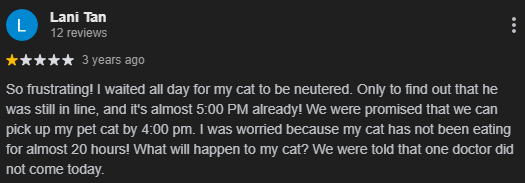 L
Lani Tan
12 reviews
3 years ago
So frustrating! I waited all day for my cat to be neutered. Only to find out that he
was still in line, and it's almost 5:00 PM already! We were promised that we can
pick up my pet cat by 4:00 pm. I was worried because my cat has not been eating
for almost 20 hours! What will happen to my cat? We were told that one doctor did
not come today.